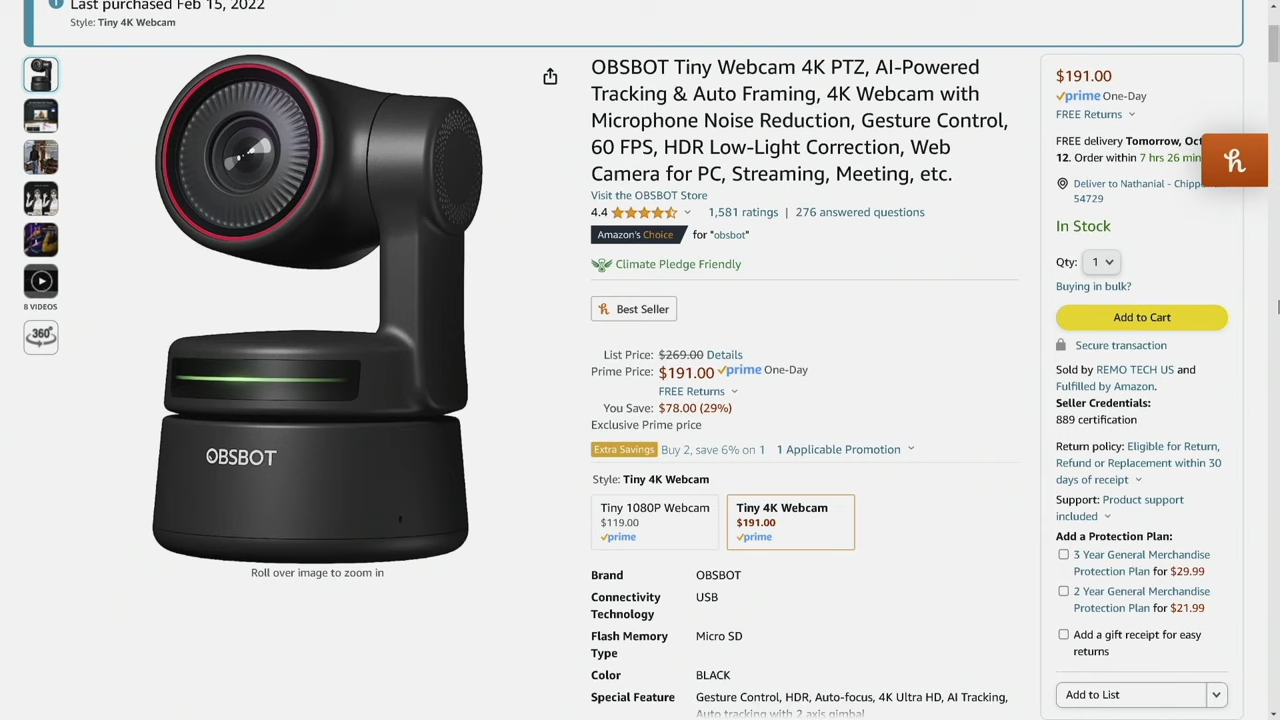 Last purchased Feb 15, 2022
Style: Tiny 4K Webcam
8 VIDEOS
360°
OBSBOT
Roll over image to zoom in
OBSBOT Tiny Webcam 4K PTZ, AI-Powered
Tracking & Auto Framing, 4K Webcam with
Microphone Noise Reduction, Gesture Control,
60 FPS, HDR Low-Light Correction, Web
Camera for PC, Streaming, Meeting, etc.
Visit the OBSBOT Store
4.4 1,581 ratings | 276 answered questions
Amazon's Choice for "obsbot"
Climate Pledge Friendly
Best Seller
List Price: $269.00 Details
Prime Price: $191.00 prime One-Day
FREE Returns
You Save: $78.00 (29%)
Exclusive Prime price
Extra Savings Buy 2, save 6% on 1 1 Applicable Promotion
Style: Tiny 4K Webcam
Tiny 1080P Webcam
$119.00
prime
Tiny 4K Webcam
$191.00
prime
Brand OBSBOT
Connectivity Technology USB
Flash Memory Type Micro SD
Color BLACK
Special Feature Gesture Control, HDR, Auto-focus, 4K Ultra HD, AI Tracking,
Auto tracking with 2 axis gimbal
$191.00
prime One-Day
FREE Returns
FREE delivery Tomorrow, Oct
12. Order within 7 hrs 26 min
Deliver to Nathanial -
54729
In Stock
Qty: 1
Buying in bulk?
Add to Cart
Secure transaction
Sold by REMO TECH US and
Fulfilled by Amazon.
Seller Credentials:
889 certification
Return policy: Eligible for Return,
Refund or Replacement within 30
days of receipt
Support: Product support
included
Add a Protection Plan:
3 Year General Merchandise
Protection Plan for $29.99
2 Year General Merchandise
Protection Plan for $21.99
Add a gift receipt for easy
returns
Add to List